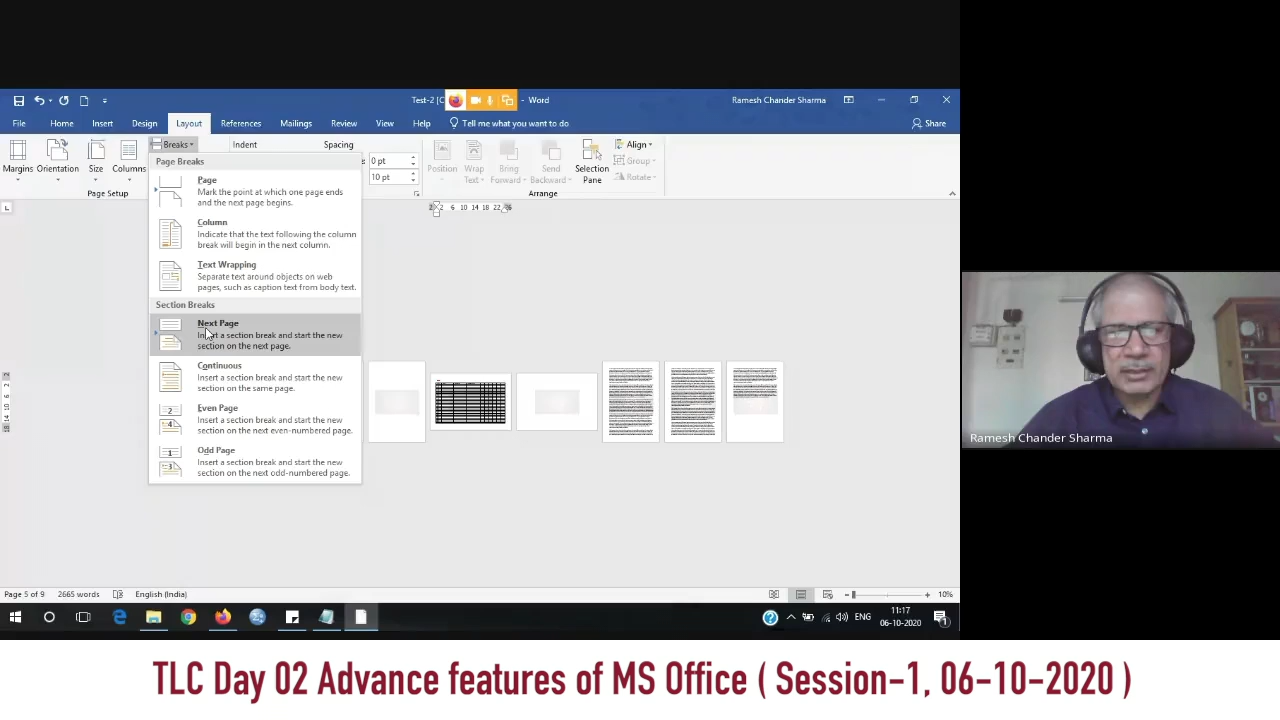 Test-2 [C - Word
Ramesh Chander Sharma
File Home Insert Design Layout References Mailings Review View Help Tell me what you want to do
Share
Margins Orientation Size Columns
Breaks
Indent Spacing
0 pt
10 pt
Position Wrap Text Bring Forward Send Backward Selection Pane
Align
Group
Rotate
Page Setup
Arrange
Page Breaks
Page
Mark the point at which one page ends
and the next page begins.
Column
Indicate that the text following the column
break will begin in the next column.
Text Wrapping
Separate text around objects on web
pages, such as caption text from body text.
Section Breaks
Next Page
Insert a section break and start the new
section on the next page.
Continuous
Insert a section break and start the new
section on the same page.
Even Page
Insert a section break and start the new
section on the next even-numbered page.
Odd Page
Insert a section break and start the new
section on the next odd-numbered page.
Ramesh Chander Sharma
Page 5 of 9 2665 words English (India)
10%
ENG
11:17
06-10-2020
TLC Day 02 Advance features of MS Office ( Session-1, 06-10-2020 )